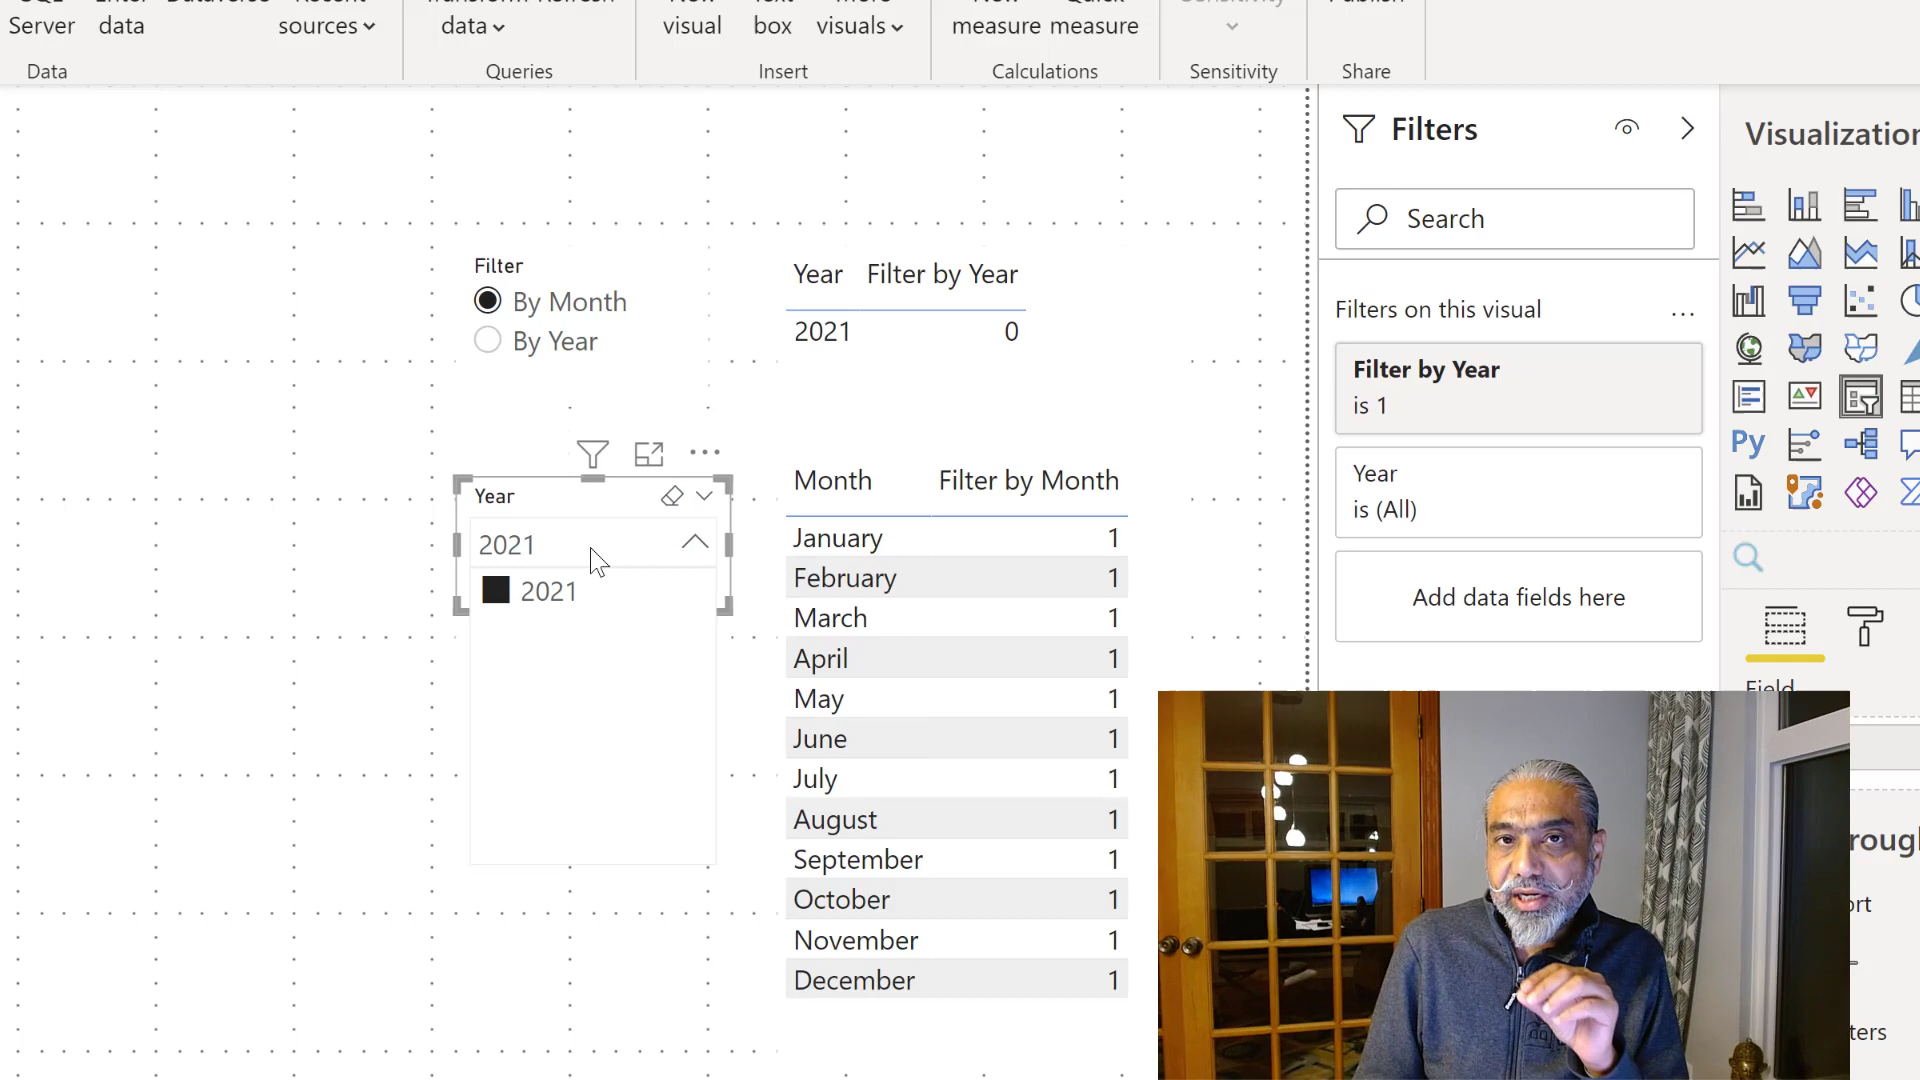 Server data sources data visual box visuals measure measure
Data Queries Insert Calculations Sensitivity Share
Filter
By Month
By Year
Year Filter by Year
2021 0
Year
2021
2021
Month Filter by Month
January 1
February 1
March 1
April 1
May 1
June 1
July 1
August 1
September 1
October 1
November 1
December 1
Filters
Search
Filters on this visual ...
Filter by Year
is 1
Year
is (All)
Add data fields here
Visualization
Py
Field